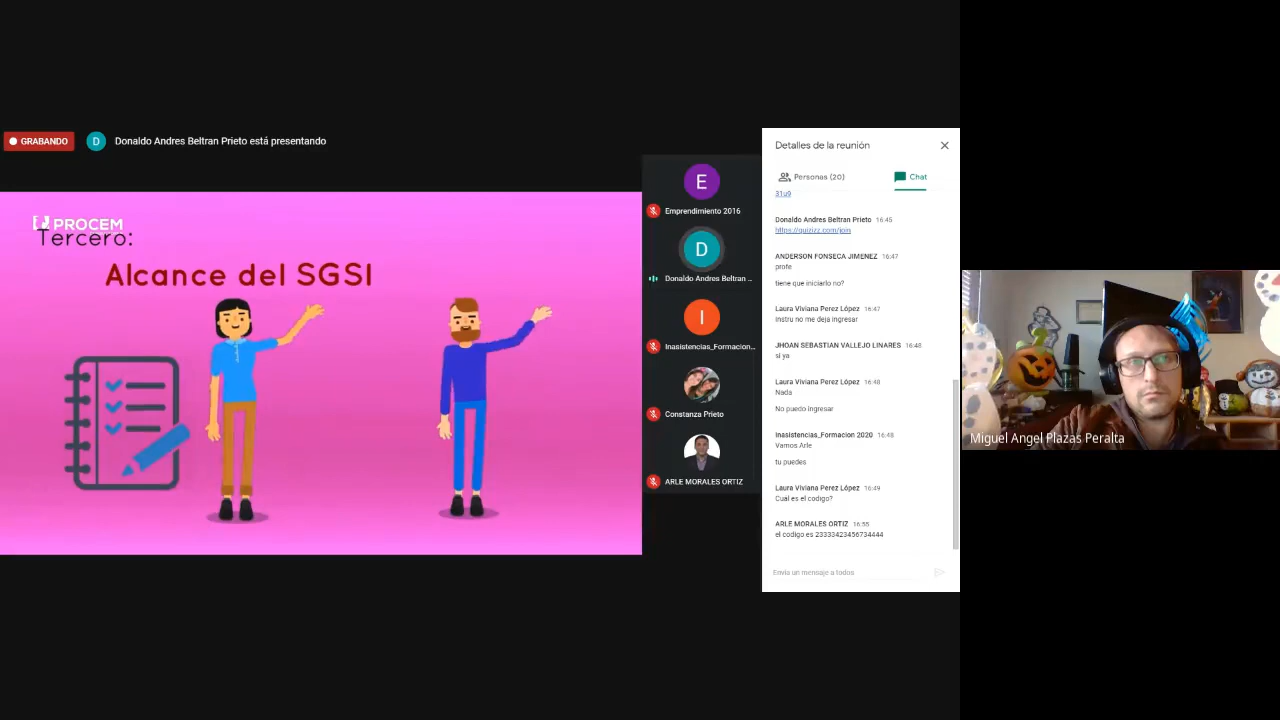 GRABANDO
D
Donaldo Andres Beltran Prieto está presentando
PROCEM
Tercero:
Alcance del SGSI
E
Emprendimiento 2016
D
Donaldo Andres Beltran ...
I
Inasistencias_Formacion...
Constanza Prieto
ARLE MORALES ORTIZ
Detalles de la reunión
Personas (20)
Chat
31u9
Donaldo Andres Beltran Prieto 16:45
https://quizizz.com/join
ANDERSON FONSECA JIMENEZ 16:47
profe
tiene que iniciarlo no?
Laura Viviana Perez López 16:47
Instru no me deja ingresar
JHOAN SEBASTIAN VALLEJO LINARES 16:48
si ya
Laura Viviana Perez López 16:48
Nada
No puedo ingresar
Inasistencias_Formacion 2020 16:48
Vamos Arle
tu puedes
Laura Viviana Perez López 16:49
Cuál es el codigo?
ARLE MORALES ORTIZ 16:55
el codigo es 23333423456734444
Envía un mensaje a todos
Miguel Angel Plazas Peralta